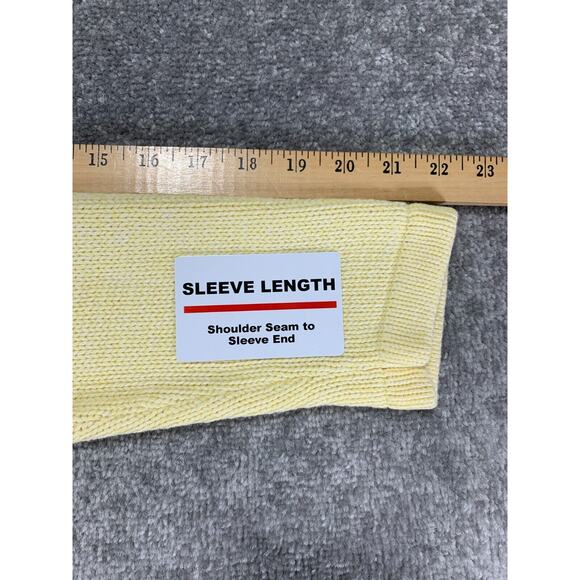 15 16 17 18 19 20 21 22 23
SLEEVE LENGTH
Shoulder Seam to
Sleeve End